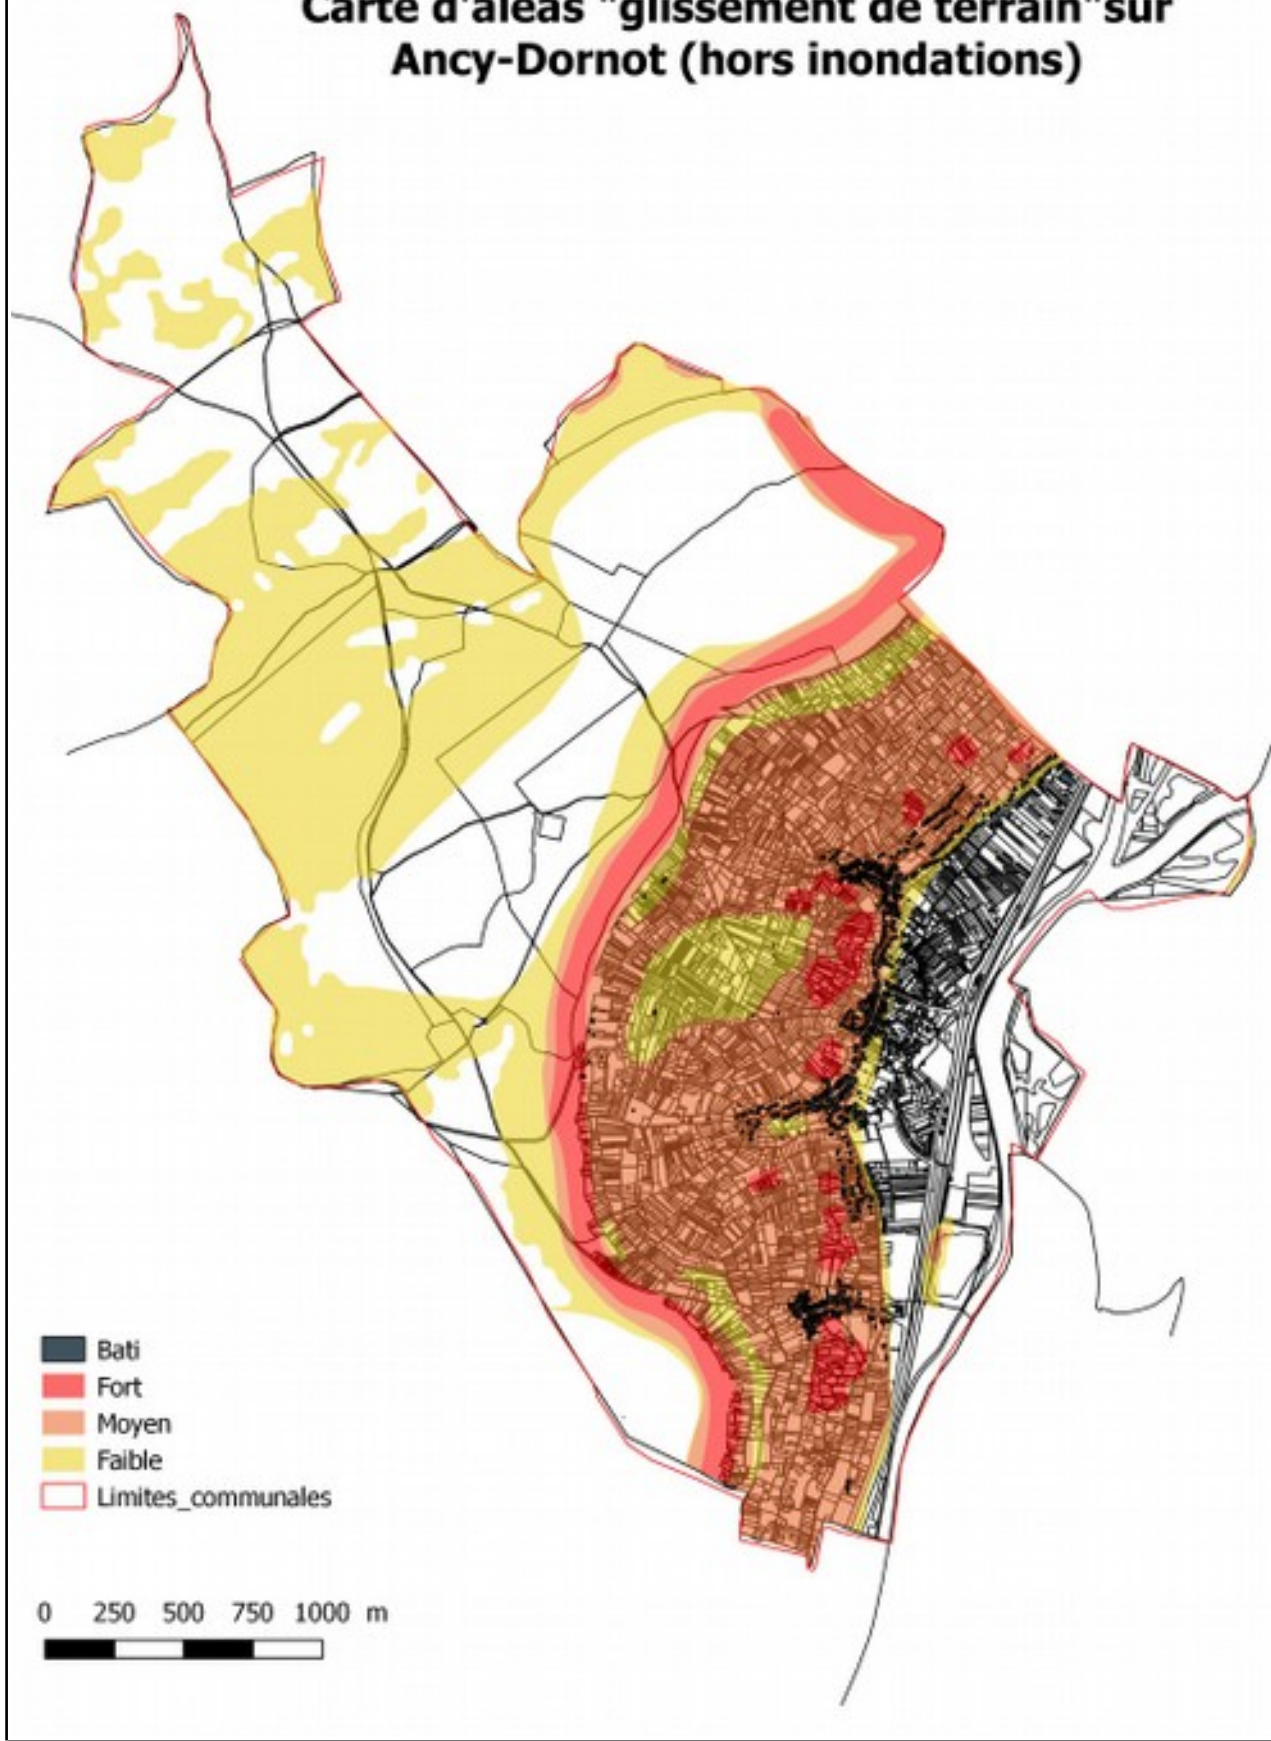 Carte d'aléas "glissement de terrain"sur
Ancy-Dornot (hors inondations)
Bati
Fort
Moyen
Faible
Limites_communales
0 250 500 750 1000 m